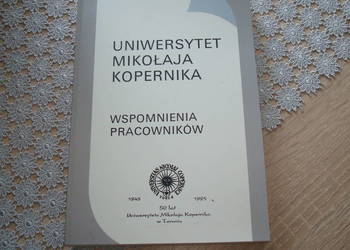 UNIWERSYTET
MIKOŁAJA
KOPERNIKA
WSPOMNIENIA
PRACOWNIKÓW
1945 1995
50 lat
Uniwersytetu Mikołaja Kopernika
w Toruniu